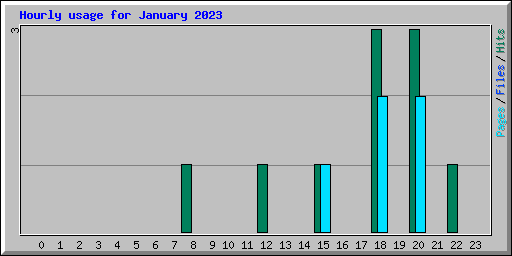 Hourly usage for January 2023
3
Pages/Files/Hits
0 1 2 3 4 5 6 7 8 9 10 11 12 13 14 15 16 17 18 19 20 21 22 23